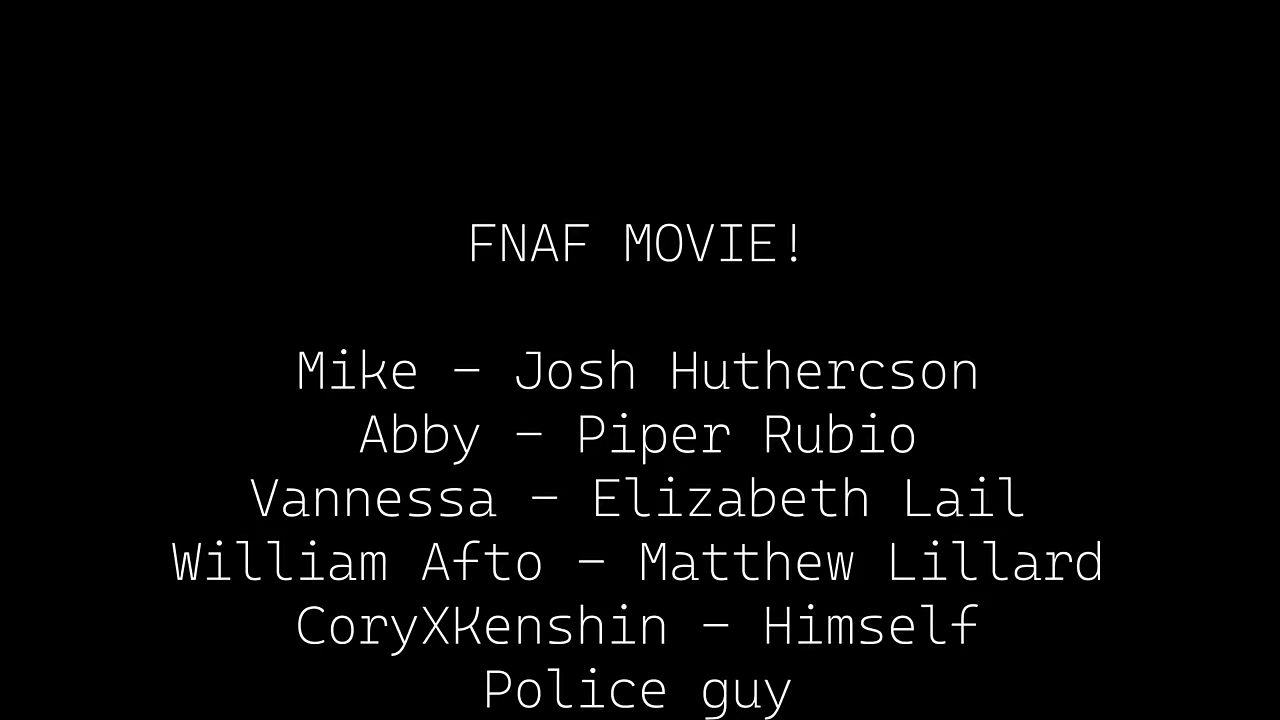 FNAF MOVIE!
Mike - Josh Huthercson
Abby - Piper Rubio
Vannessa - Elizabeth Lail
William Afto - Matthew Lillard
CoryXKenshin - Himself
Police guy